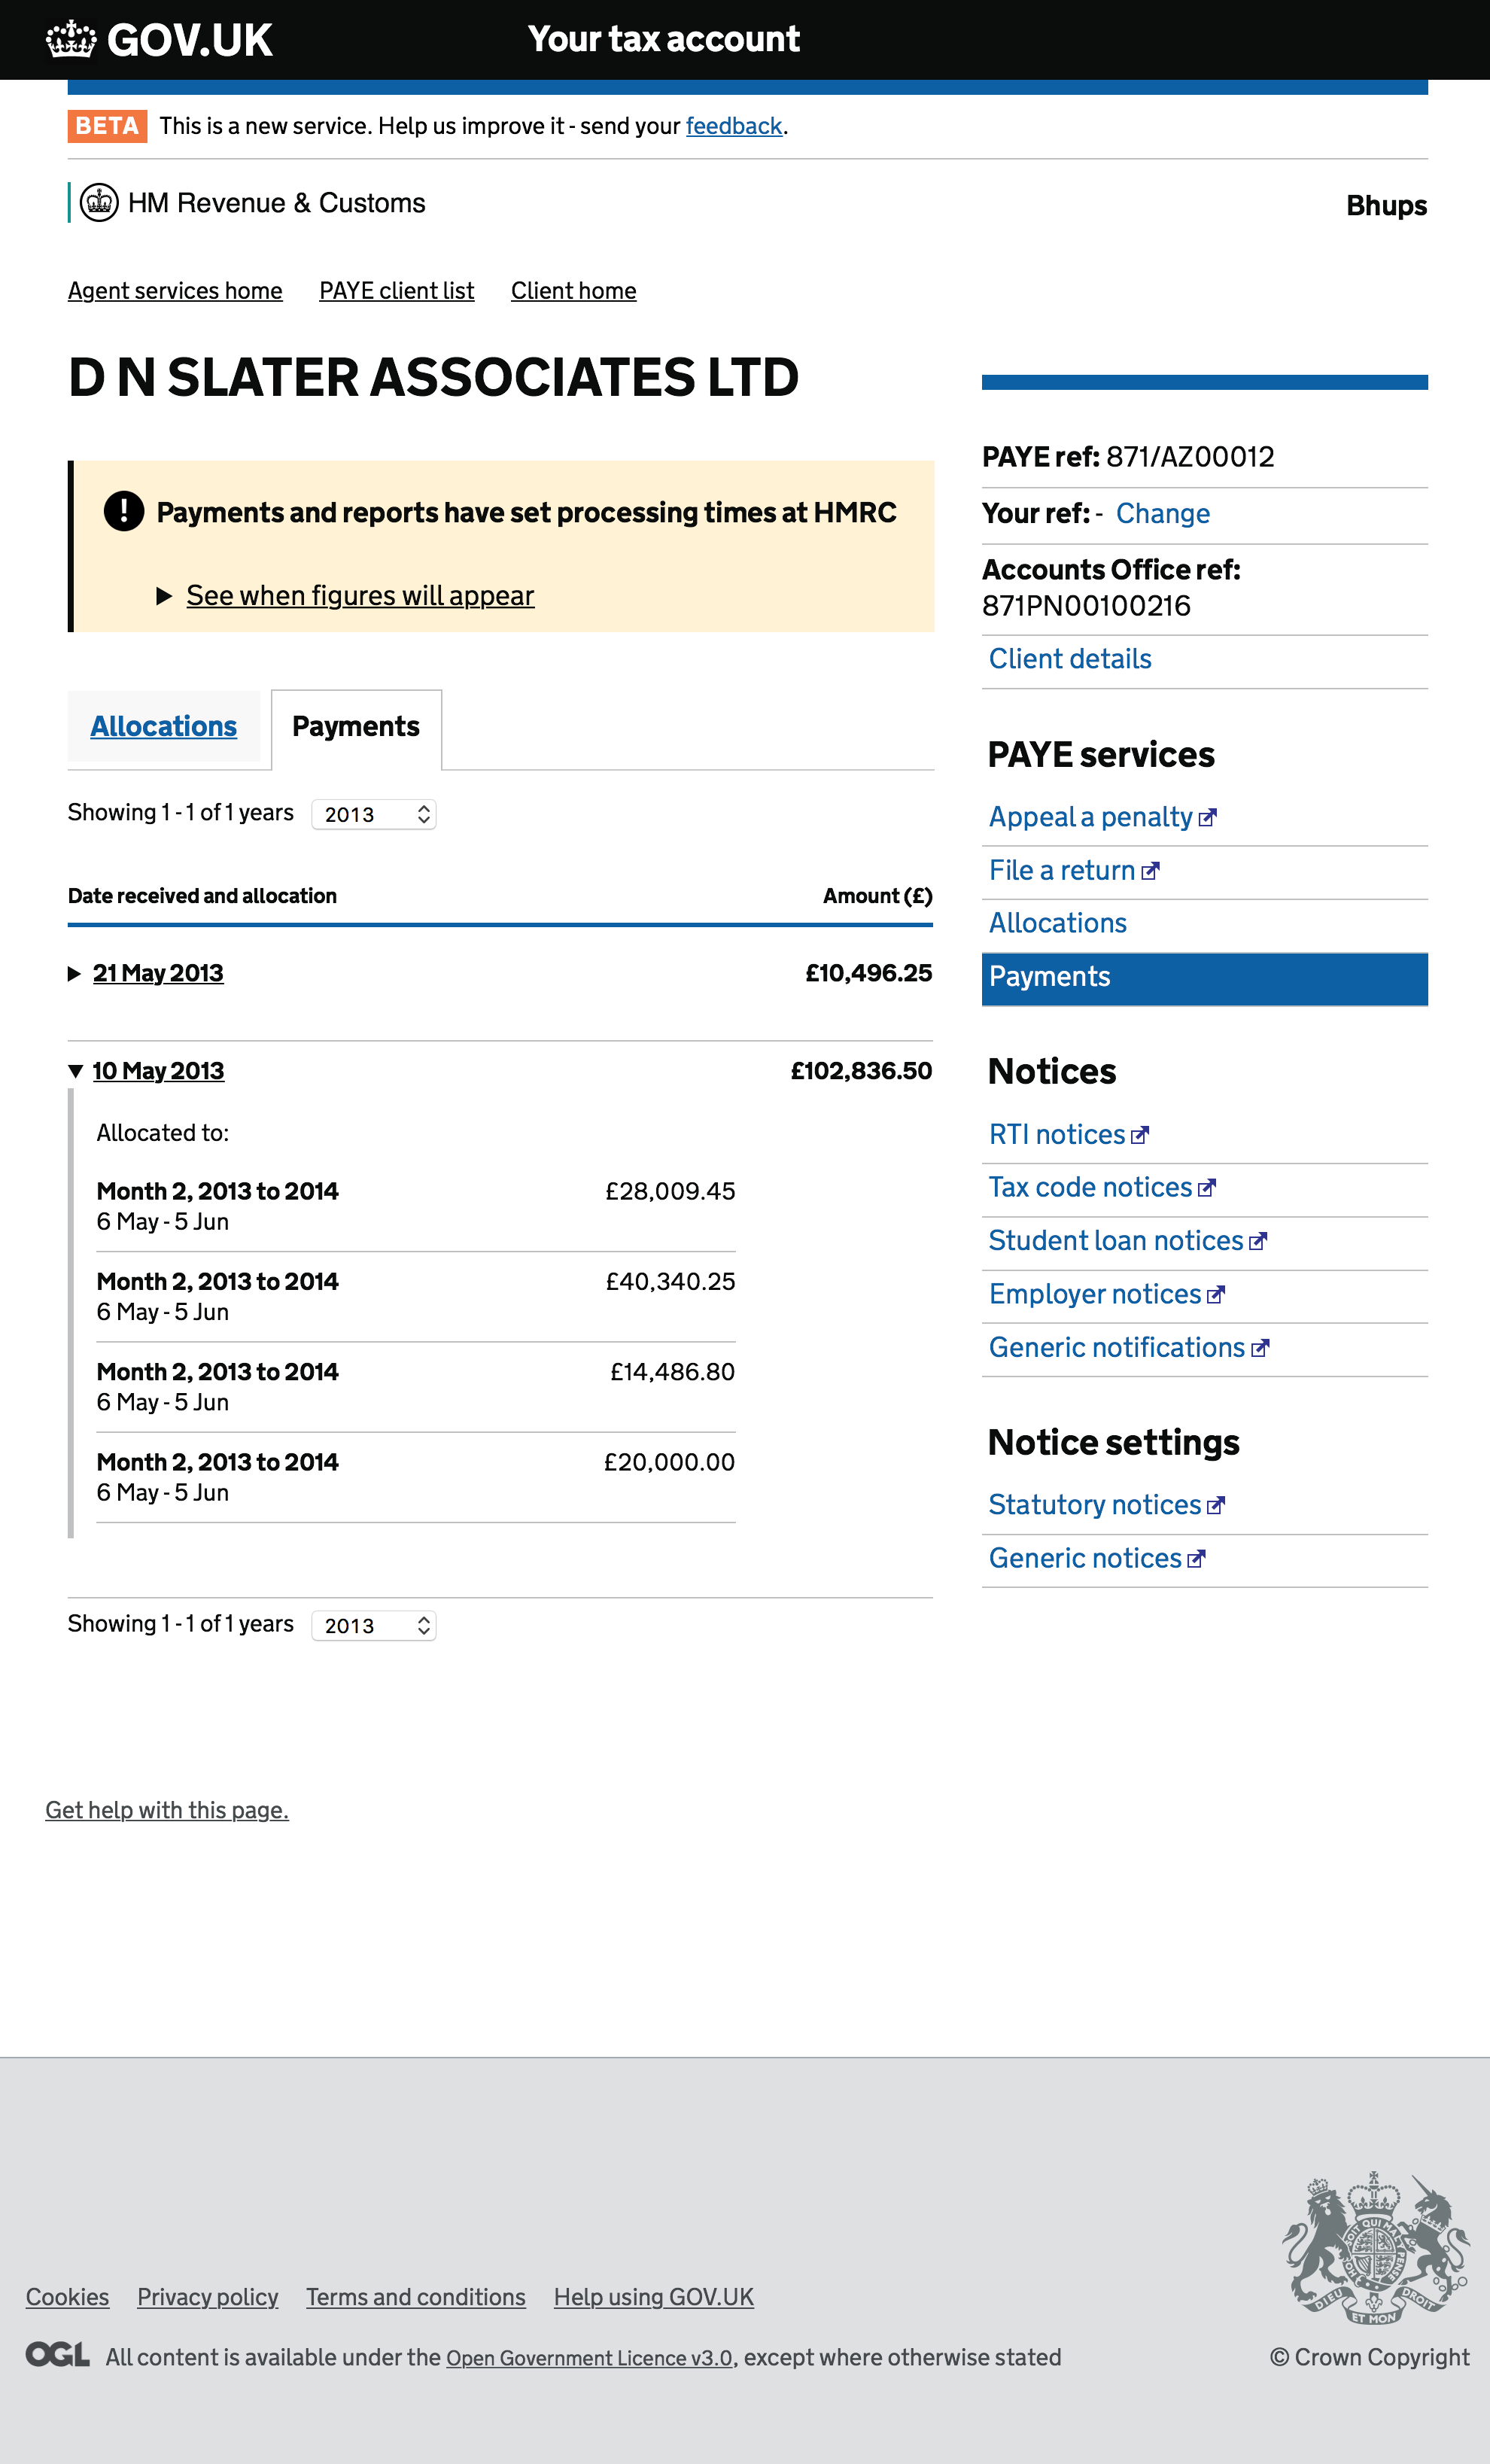 GOV.UK
Your tax account
BETA This is a new service. Help us improve it - send your feedback.
HM Revenue & Customs
Bhups
Agent services home PAYE client list Client home
D N SLATER ASSOCIATES LTD
! Payments and reports have set processing times at HMRC
See when figures will appear
Allocations Payments
Showing 1 - 1 of 1 years 2013
Date received and allocation Amount (£)
21 May 2013 £10,496.25
10 May 2013 £102,836.50
Allocated to:
Month 2, 2013 to 2014 £28,009.45
6 May - 5 Jun
Month 2, 2013 to 2014 £40,340.25
6 May - 5 Jun
Month 2, 2013 to 2014 £14,486.80
6 May - 5 Jun
Month 2, 2013 to 2014 £20,000.00
6 May - 5 Jun
Showing 1 - 1 of 1 years 2013
PAYE ref: 871/AZ00012
Your ref: - Change
Accounts Office ref:
871PN00100216
Client details
PAYE services
Appeal a penalty
File a return
Allocations
Payments
Notices
RTI notices
Tax code notices
Student loan notices
Employer notices
Generic notifications
Notice settings
Statutory notices
Generic notices
Get help with this page.
Cookies Privacy policy Terms and conditions Help using GOV.UK
OGL All content is available under the Open Government Licence v3.0, except where otherwise stated
DIEU ET MON DROIT
© Crown Copyright